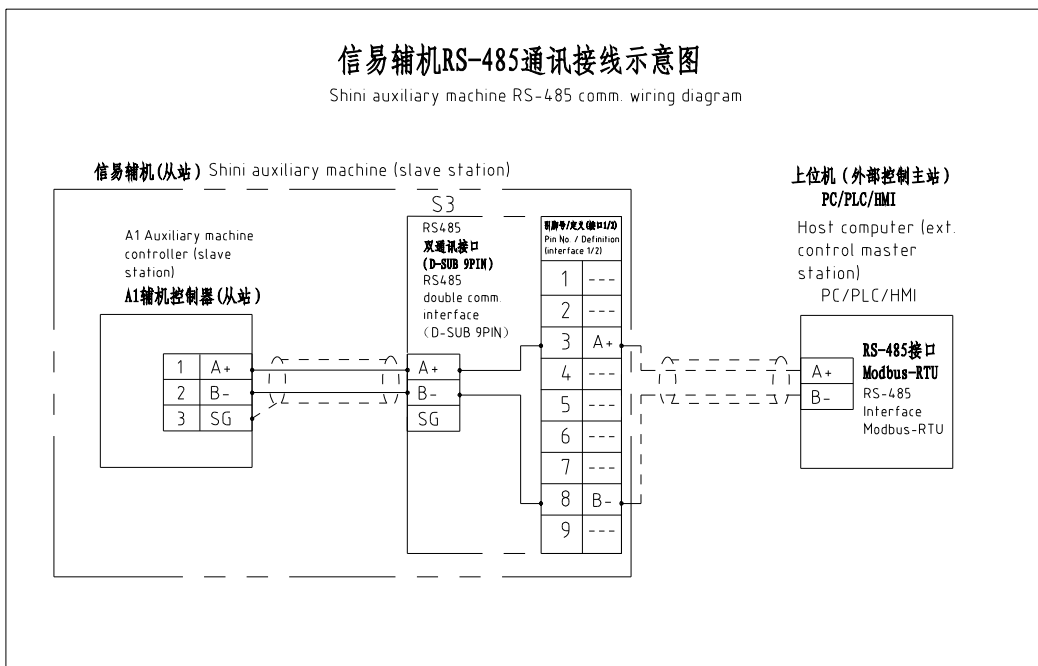 信易辅机RS-485通讯接线示意图
Shini auxiliary machine RS-485 comm. wiring diagram
信易辅机(从站) Shini auxiliary machine (slave station)
A1 Auxiliary machine
controller (slave
station)
A1辅机控制器(从站)
1 A+
2 B-
3 SG
S3
RS485
双通讯接口
(D-SUB 9PIN)
RS485
double comm.
interface
(D-SUB 9PIN)
A+
B-
SG
引脚号/定义(接口1/2)
Pin No. / Definition
(interface 1/2)
1 ---
2 ---
3 A+
4 ---
5 ---
6 ---
7 ---
8 B-
9 ---
上位机(外部控制主站)
PC/PLC/HMI
Host computer (ext.
control master
station)
PC/PLC/HMI
A+
B-
RS-485接口
Modbus-RTU
RS-485
Interface
Modbus-RTU